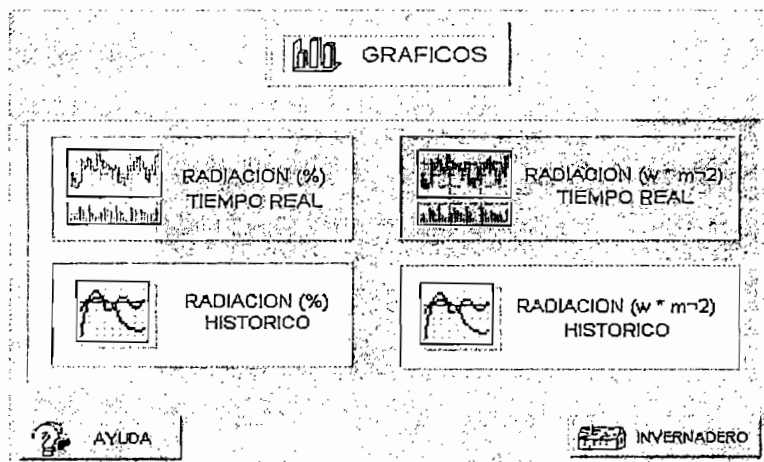 GRAFICOS
RADIACION (%)
TIEMPO REAL
RADIACION (w * m¬2)
TIEMPO REAL
RADIACION (%)
HISTORICO
RADIACION (w * m¬2)
HISTORICO
AYUDA
INVERNADERO